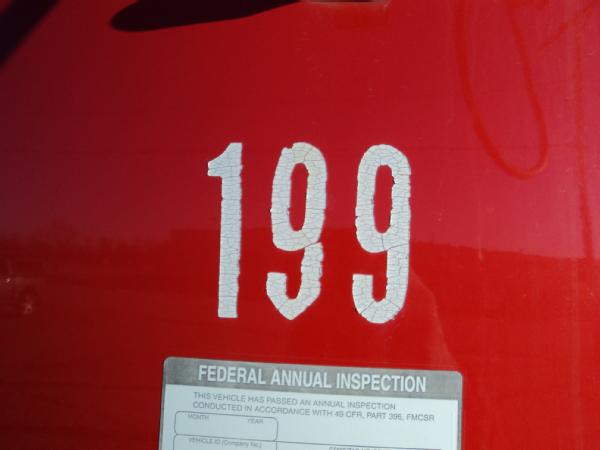 199
FEDERAL ANNUAL INSPECTION
THIS VEHICLE HAS PASSED AN ANNUAL INSPECTION
CONDUCTED IN ACCORDANCE WITH 49 CFR, PART 396, FMCSR
MONTH YEAR
VEHICLE ID (Company No.)